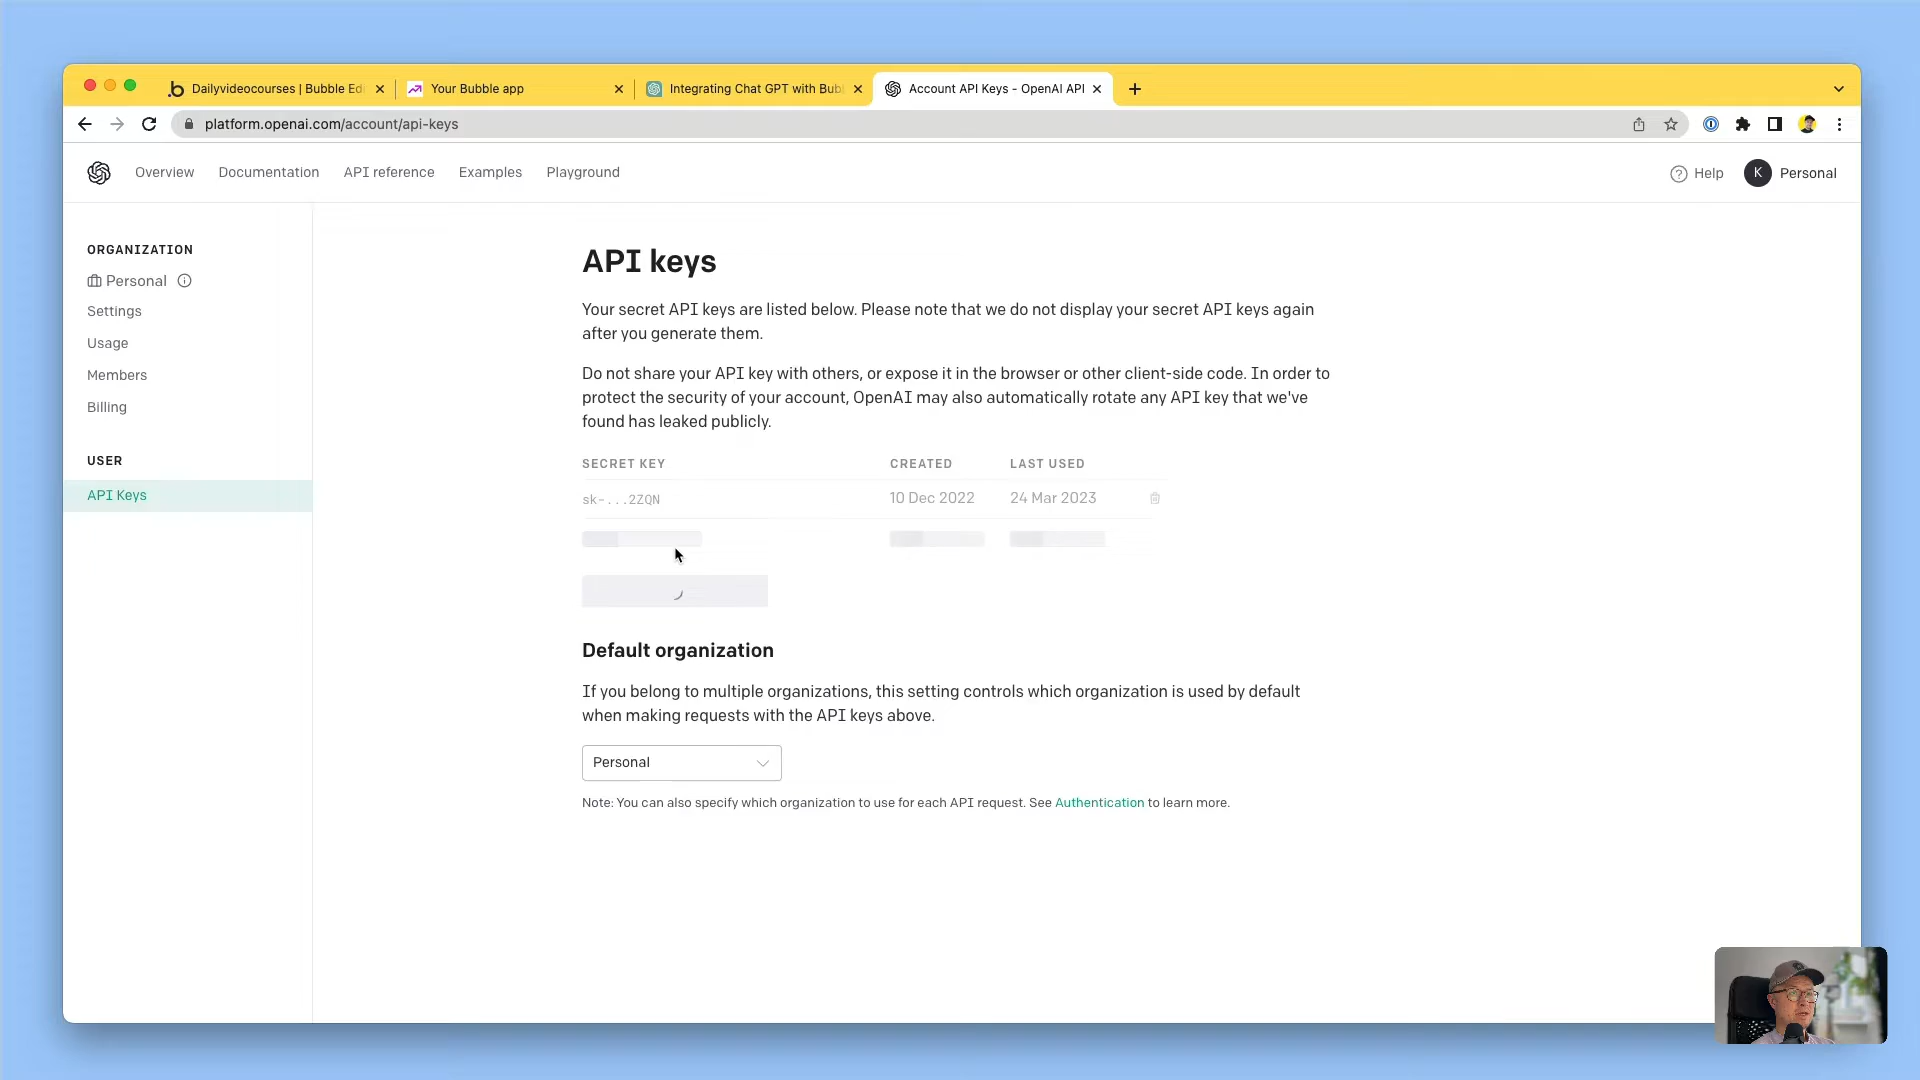 Dailyvideocourses | Bubble Ed
Your Bubble app
Integrating Chat GPT with Bub
Account API Keys - OpenAI API
platform.openai.com/account/api-keys
Overview
Documentation
API reference
Examples
Playground
Help
K
Personal
ORGANIZATION
Personal
Settings
Usage
Members
Billing
USER
API Keys
API keys
Your secret API keys are listed below. Please note that we do not display your secret API keys again
after you generate them.
Do not share your API key with others, or expose it in the browser or other client-side code. In order to
protect the security of your account, OpenAI may also automatically rotate any API key that we've
found has leaked publicly.
SECRET KEY CREATED LAST USED
sk-...2ZQN 10 Dec 2022 24 Mar 2023
Default organization
If you belong to multiple organizations, this setting controls which organization is used by default
when making requests with the API keys above.
Personal
Note: You can also specify which organization to use for each API request. See Authentication to learn more.